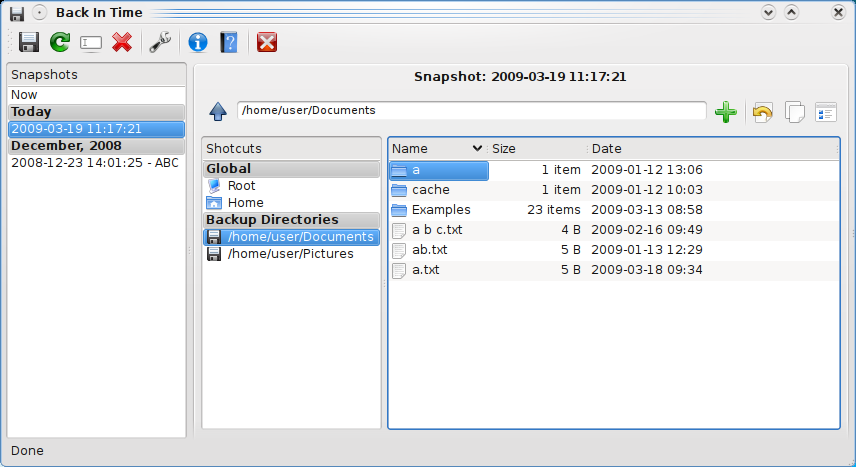 Back In Time
Snapshots
Now
Today
2009-03-19 11:17:21
December, 2008
2008-12-23 14:01:25 - ABC
Snapshot: 2009-03-19 11:17:21
/home/user/Documents
Shotcuts
Global
Root
Home
Backup Directories
/home/user/Documents
/home/user/Pictures
Name Size Date
a 1 item 2009-01-12 13:06
cache 1 item 2009-01-12 10:03
Examples 23 items 2009-03-13 08:58
a b c.txt 4 B 2009-02-16 09:49
ab.txt 5 B 2009-01-13 12:29
a.txt 5 B 2009-03-18 09:34
Done